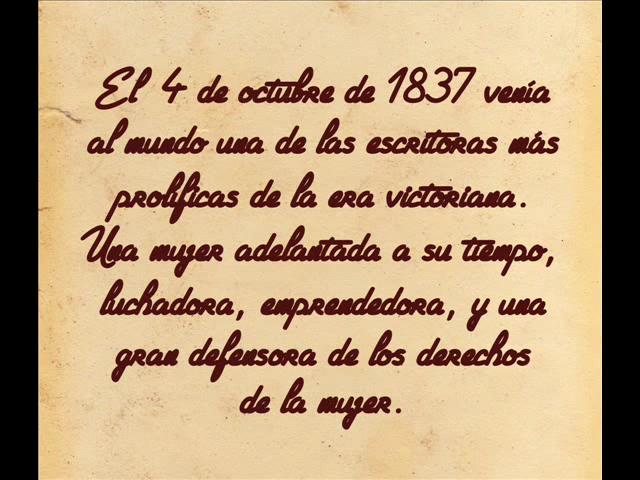 El 4 de octubre de 1837 venía
al mundo una de las escritoras más
prolíficas de la era victoriana.
Una mujer adelantada a su tiempo,
luchadora, emprendedora, y una
gran defensora de los derechos
de la mujer.